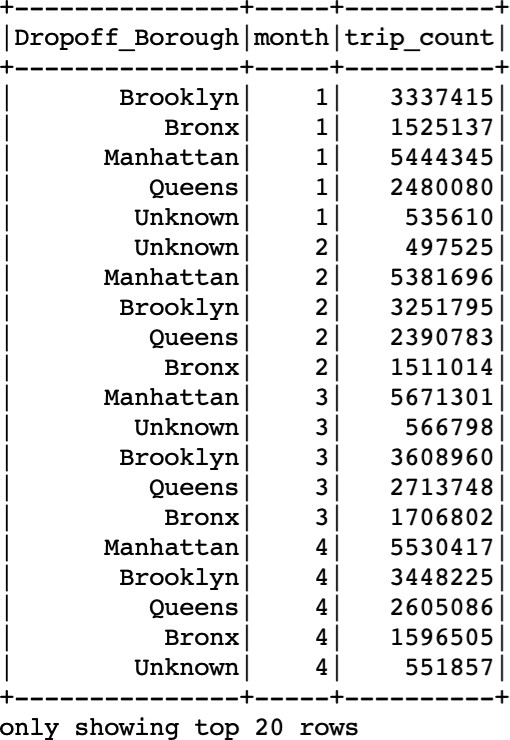 +----------------+-----+----------+
|Dropoff_Borough|month|trip_count|
+----------------+-----+----------+
|       Brooklyn|    1|   3337415|
|          Bronx|    1|   1525137|
|      Manhattan|    1|   5444345|
|         Queens|    1|   2480080|
|        Unknown|    1|    535610|
|        Unknown|    2|    497525|
|      Manhattan|    2|   5381696|
|       Brooklyn|    2|   3251795|
|         Queens|    2|   2390783|
|          Bronx|    2|   1511014|
|      Manhattan|    3|   5671301|
|        Unknown|    3|    566798|
|       Brooklyn|    3|   3608960|
|         Queens|    3|   2713748|
|          Bronx|    3|   1706802|
|      Manhattan|    4|   5530417|
|       Brooklyn|    4|   3448225|
|         Queens|    4|   2605086|
|          Bronx|    4|   1596505|
|        Unknown|    4|    551857|
+----------------+-----+----------+
only showing top 20 rows